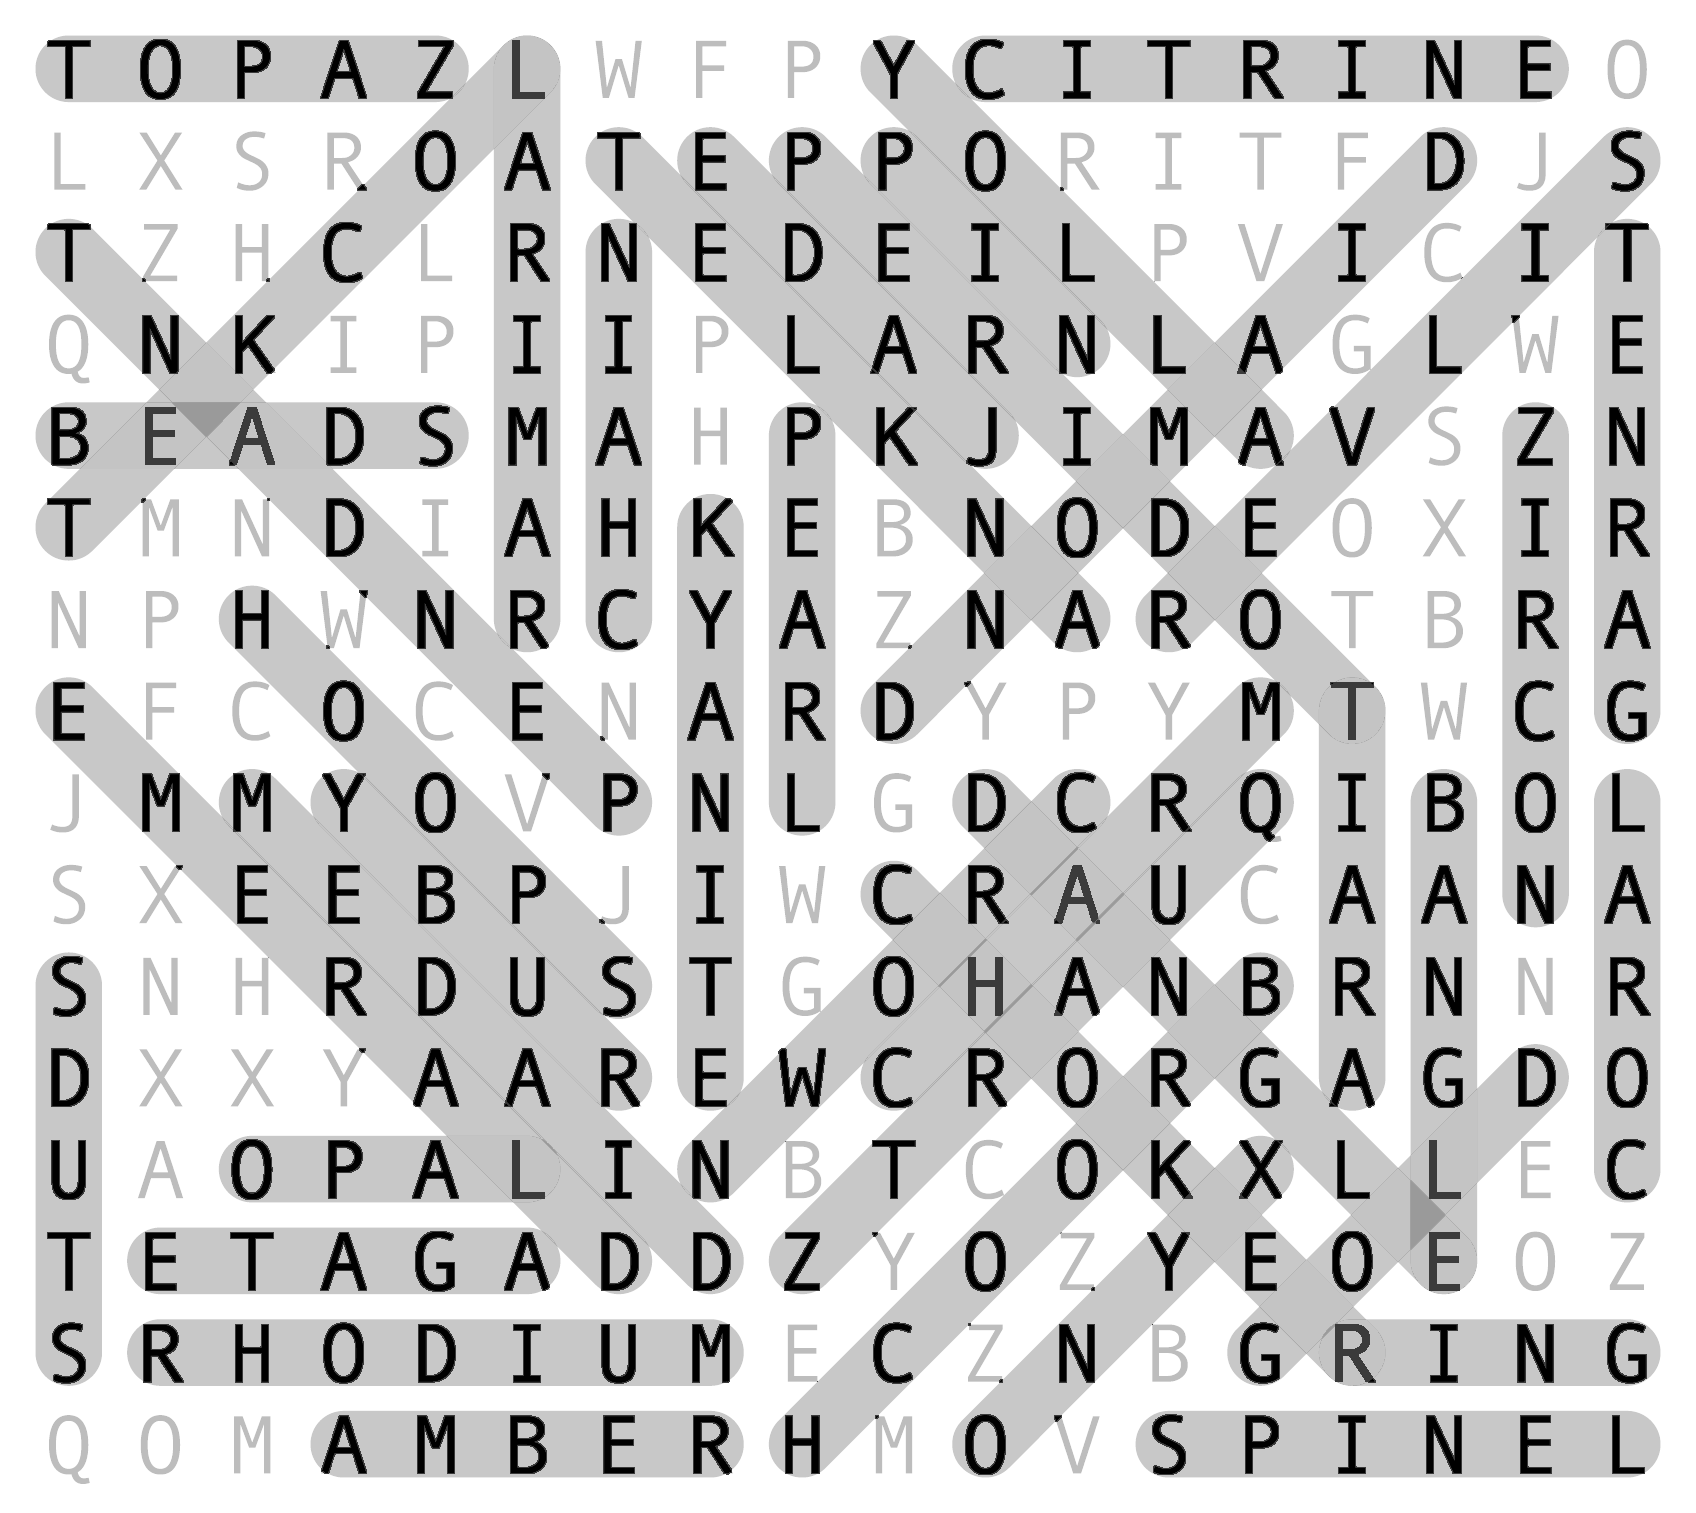 T O P A Z L W F P Y C I T R I N E O
L X S R O A T E P P O R I T F D J S
T Z H C L R N E D E I L P V I C I T
Q N K I P I I P L A R N L A G L W E
B E A D S M A H P K J I M A V S Z N
T M N D I A H K E B N O D E O X I R
N P H W N R C Y A Z N A R O T B R A
E F C O C E N A R D Y P Y M T W C G
J M M Y O V P N L G D C R Q I B O L
S X E E B P J I W C R A U C A A N A
S N H R D U S T G O H A N B R N N R
D X X Y A A R E W C R O R G A G D O
U A O P A L I N B T C O K X L L E C
T E T A G A D D Z Y O Z Y E O E O Z
S R H O D I U M E C Z N B G R I N G
Q O M A M B E R H M O V S P I N E L